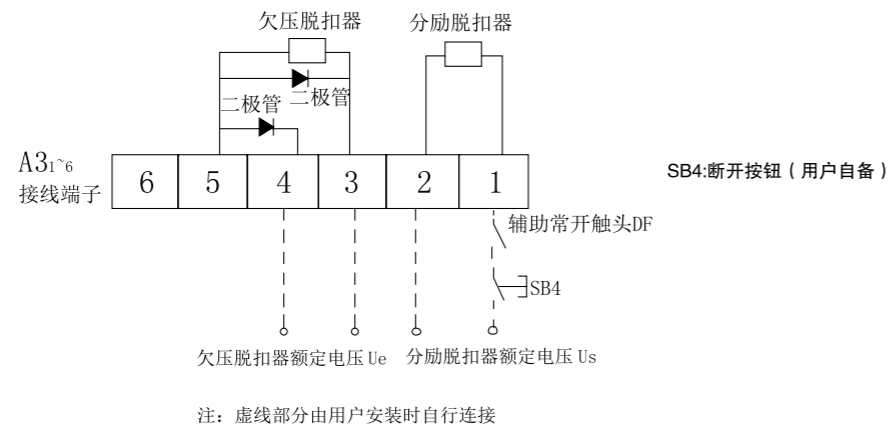 欠压脱扣器
分励脱扣器
二极管
二极管
A31~6
接线端子
6 5 4 3 2 1
SB4:断开按钮（用户自备）
辅助常开触头DF
SB4
欠压脱扣器额定电压Ue
分励脱扣器额定电压Us
注：虚线部分由用户安装时自行连接